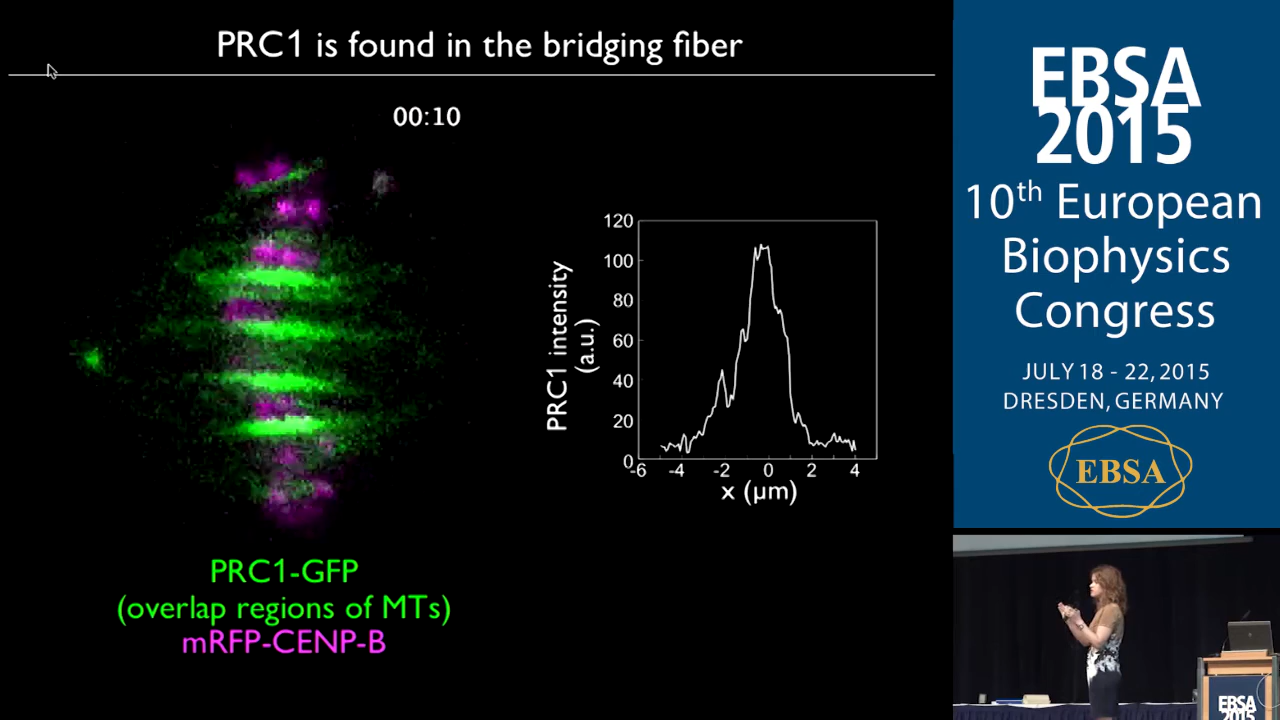 PRC1 is found in the bridging fiber
00:10
PRC1 intensity
(a.u.)
120
100
80
60
40
20
0
-6 -4 -2 0 2 4
x (μm)
PRC1-GFP
(overlap regions of MTs)
mRFP-CENP-B
EBSA
2015
10th European
Biophysics
Congress
JULY 18 - 22, 2015
DRESDEN, GERMANY
EBSA
EBSA
2015